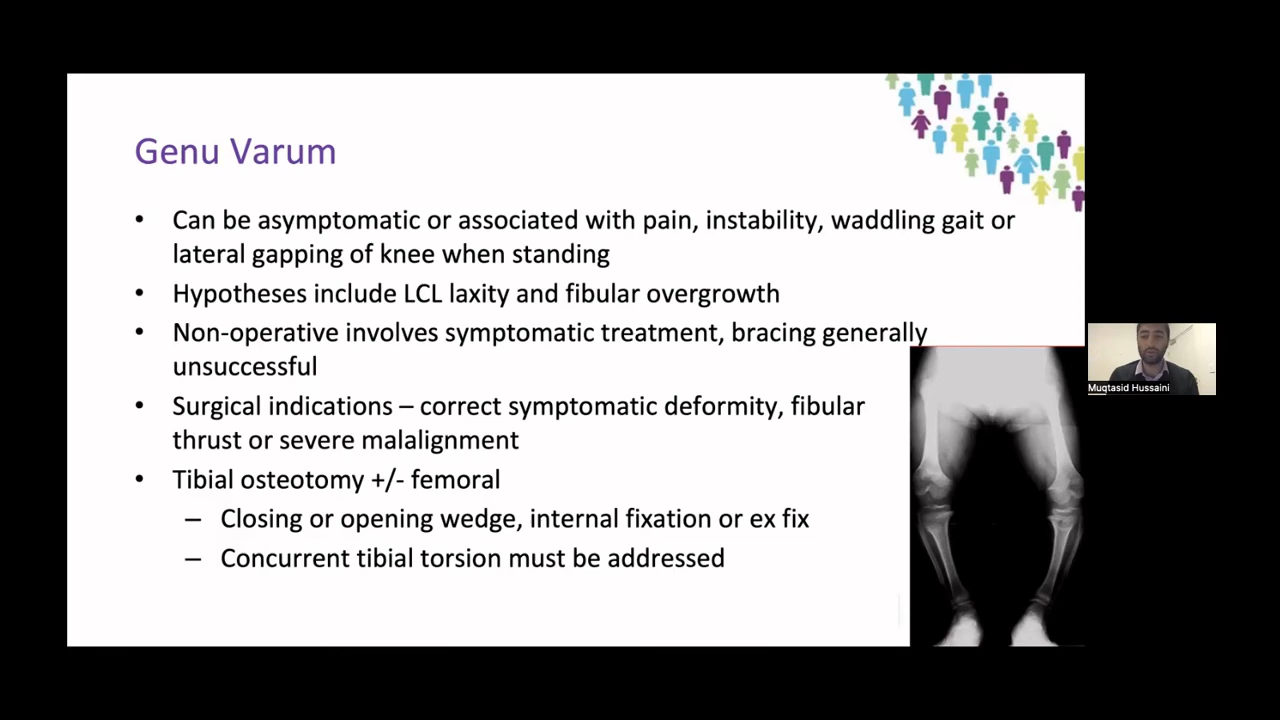 Genu Varum
• Can be asymptomatic or associated with pain, instability, waddling gait or
lateral gapping of knee when standing
• Hypotheses include LCL laxity and fibular overgrowth
• Non-operative involves symptomatic treatment, bracing generally
unsuccessful
• Surgical indications – correct symptomatic deformity, fibular
thrust or severe malalignment
• Tibial osteotomy +/- femoral
– Closing or opening wedge, internal fixation or ex fix
– Concurrent tibial torsion must be addressed
Muqtasid Hussaini